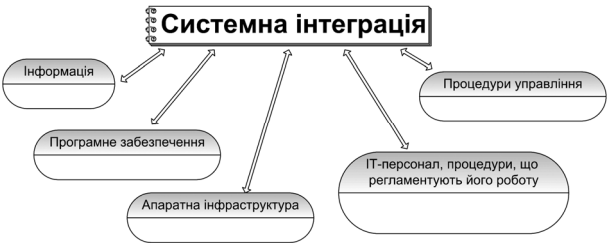 Системна інтеграція
Інформація
Процедури управління
Програмне забезпечення
ІТ-персонал, процедури, що
регламентують його роботу
Апаратна інфраструктура